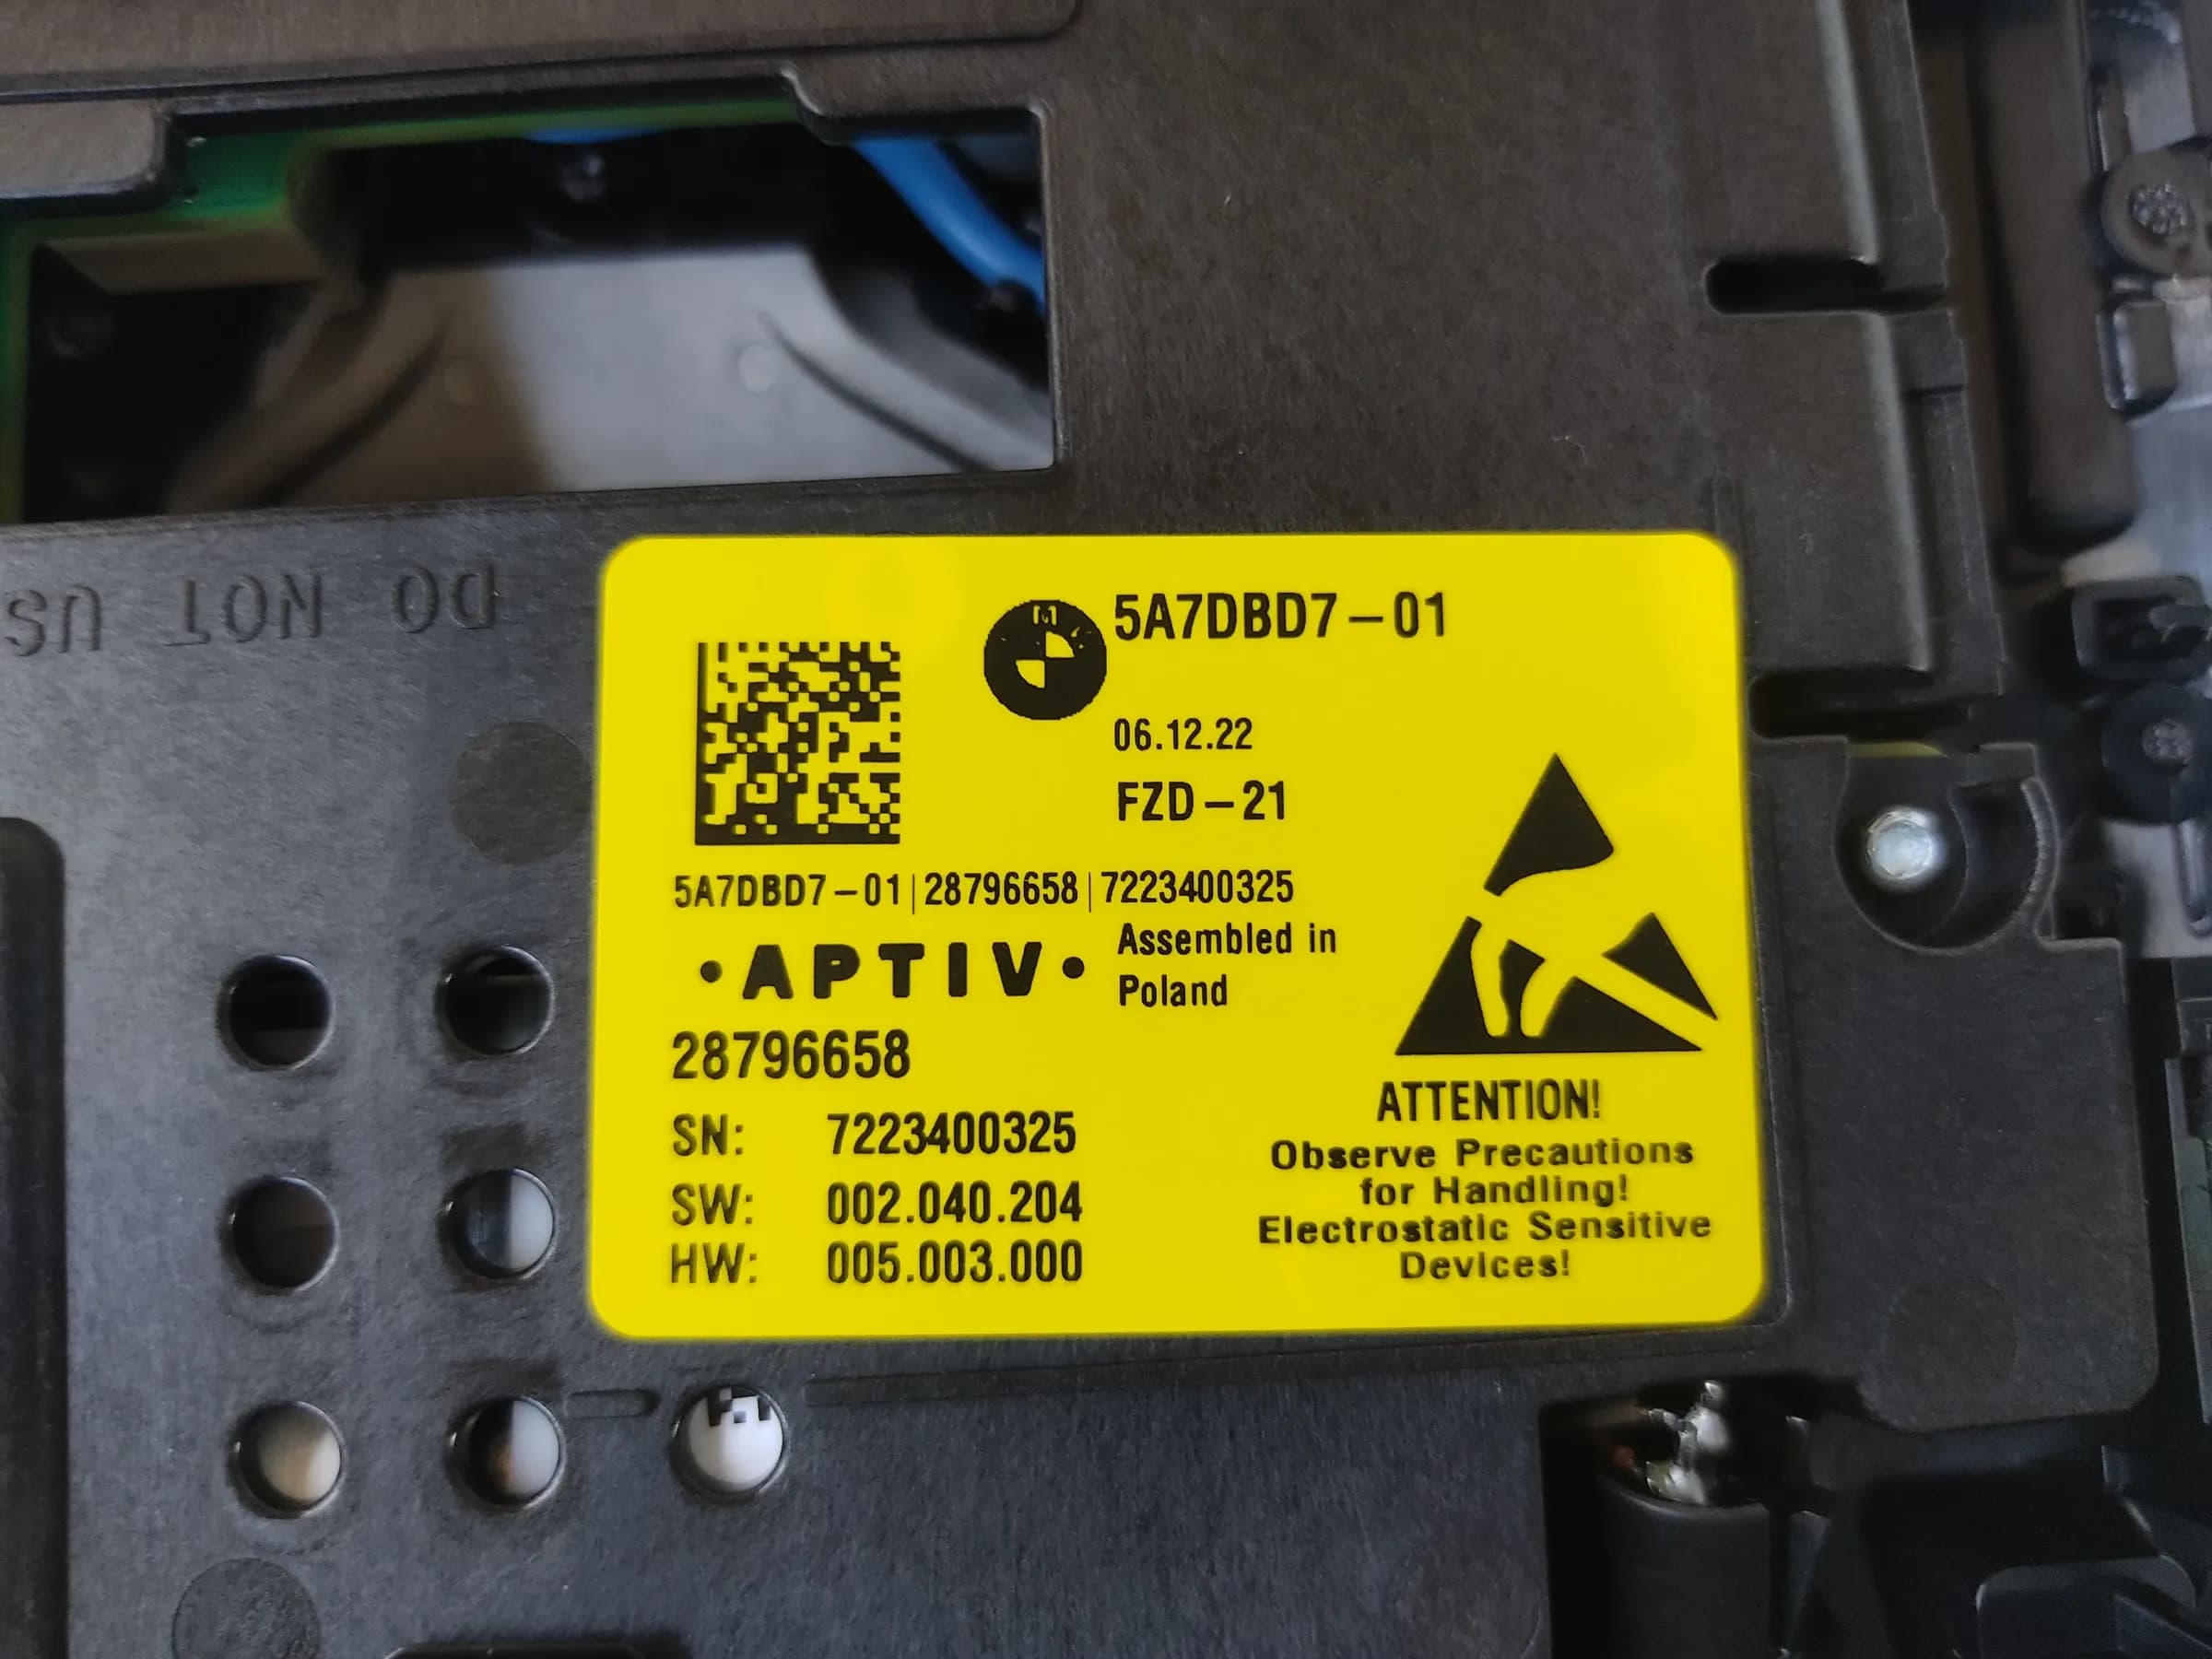 DO NOT US
5A7DBD7-01
06.12.22
FZD-21
5A7DBD7-01|28796658|7223400325
•APTIV•
Assembled in
Poland
28796658
SN: 7223400325
SW: 002.040.204
HW: 005.003.000
ATTENTION!
Observe Precautions
for Handling!
Electrostatic Sensitive
Devices!